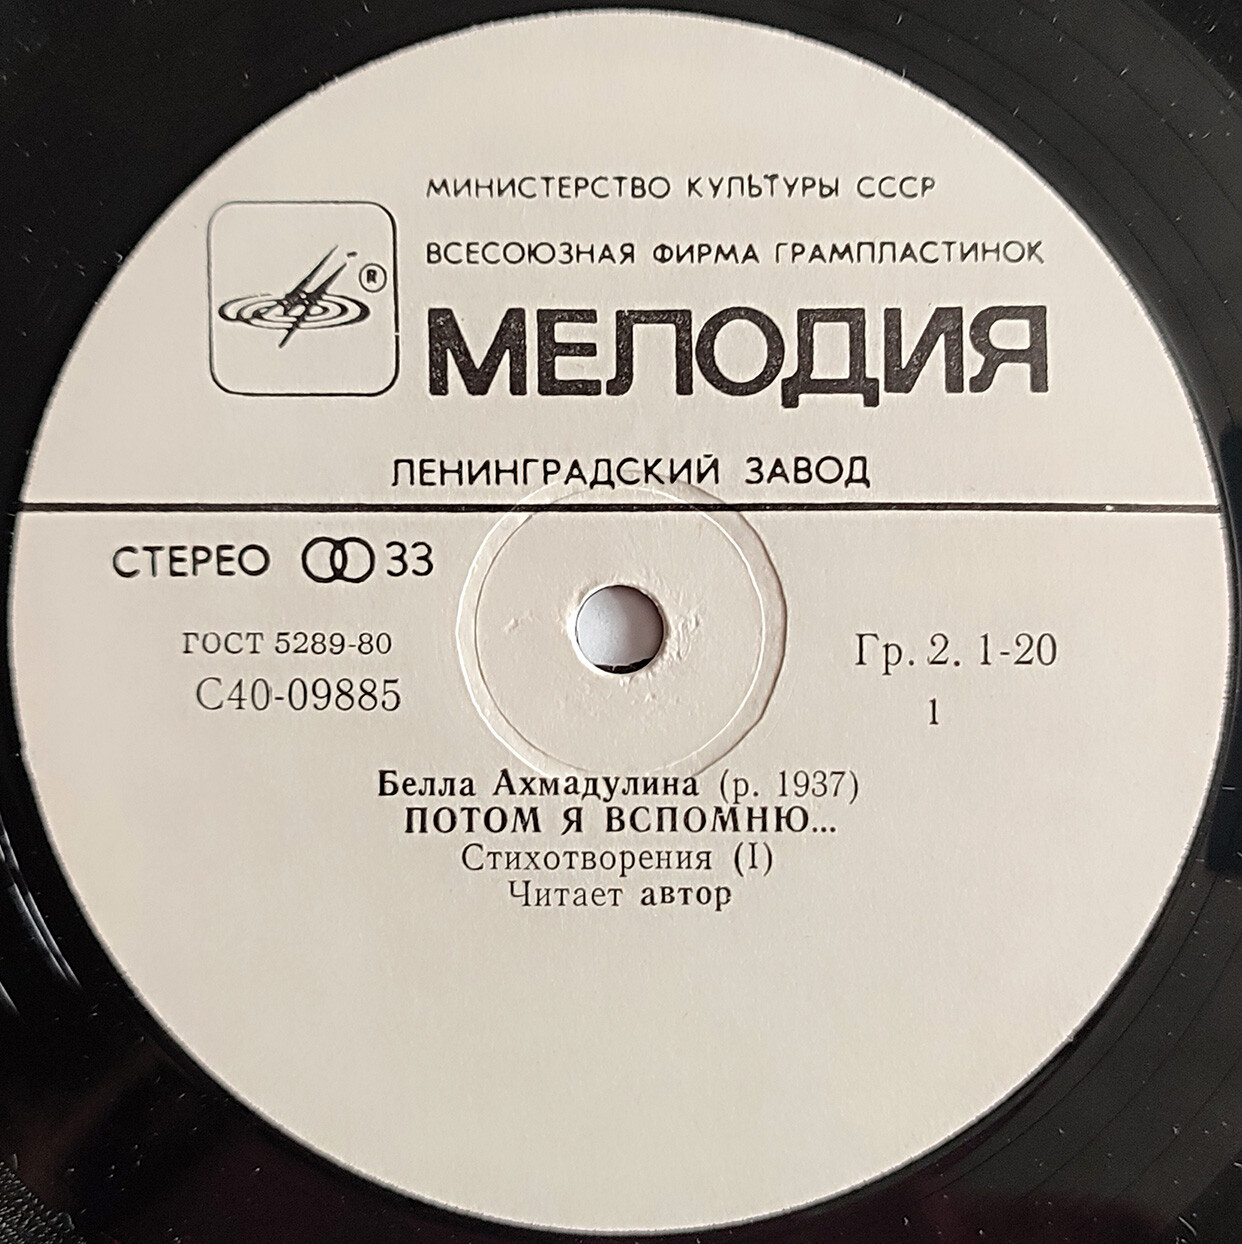 МИНИСТЕРСТВО КУЛЬТУРЫ СССР
ВСЕСОЮЗНАЯ ФИРМА ГРАМПЛАСТИНОК
®
МЕЛОДИЯ
ЛЕНИНГРАДСКИЙ ЗАВОД
СТЕРЕО 33
ГОСТ 5289-80
Гр. 2. 1-20
С40-09885
1
Белла Ахмадулина (р. 1937)
ПОТОМ Я ВСПОМНЮ...
Стихотворения (I)
Читает автор